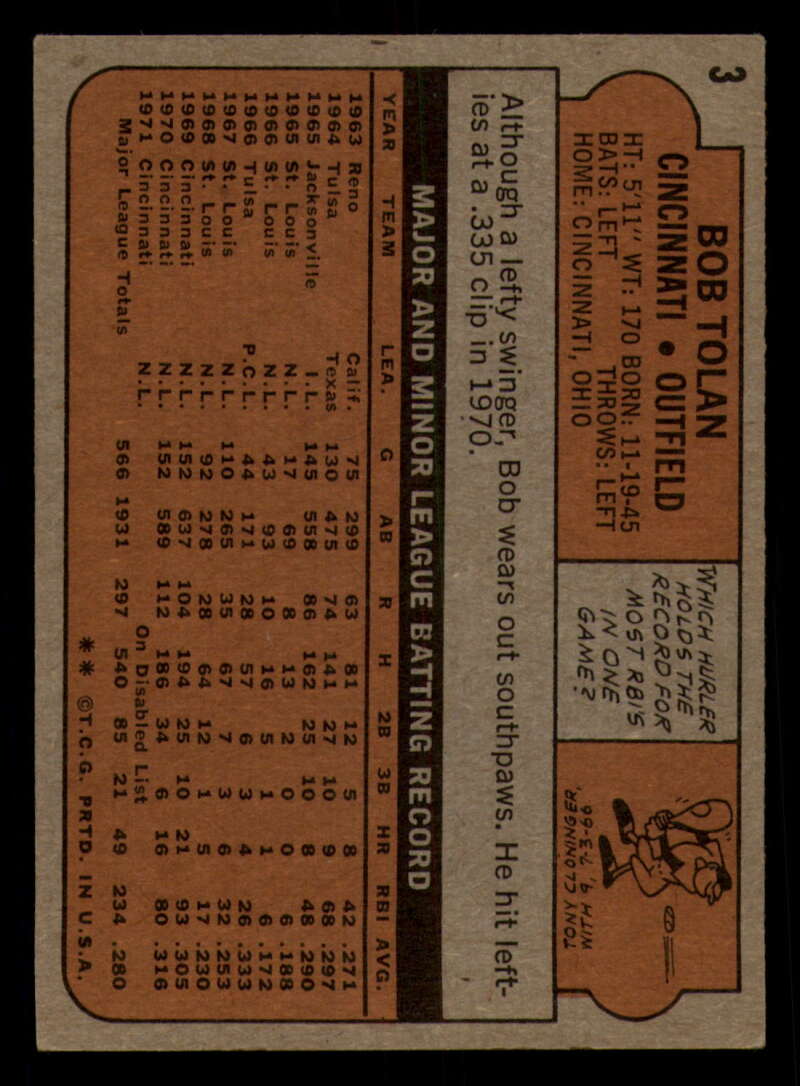 3
BOB TOLAN
CINCINNATI • OUTFIELD
HT: 5'11" WT: 170 BORN: 11-19-45
BATS: LEFT THROWS: LEFT
HOME: CINCINNATI, OHIO
WHICH HURLER
HOLDS THE
RECORD FOR
MOST RBI'S
IN ONE
GAME?
TONY CLONINGER,
WITH 9, 7-3-66
Although a lefty swinger, Bob wears out southpaws. He hit left-
ies at a .335 clip in 1970.
MAJOR AND MINOR LEAGUE BATTING RECORD
YEAR TEAM LEA. G AB R H 2B 3B HR RBI AVG.
1963 Reno Calif. 75 299 63 81 12 5 8 42 .271
1964 Tulsa Texas 130 475 74 141 27 10 9 68 .297
1965 Jacksonville I.L. 145 558 86 162 25 10 8 48 .290
1965 St. Louis N.L. 17 69 8 13 2 0 0 6 .188
1966 St. Louis N.L. 43 93 10 16 5 1 1 6 .172
1966 Tulsa P.C.L. 44 171 28 57 6 3 4 26 .333
1967 St. Louis N.L. 110 265 35 67 7 3 6 32 .253
1968 St. Louis N.L. 92 278 28 64 12 1 5 17 .230
1969 Cincinnati N.L. 152 637 104 194 25 10 21 93 .305
1970 Cincinnati N.L. 152 589 112 186 34 6 16 80 .316
1971 Cincinnati N.L. On Disabled List
Major League Totals 566 1931 297 540 85 21 49 234 .280
** ©T.C.G. PRTD. IN U.S.A.